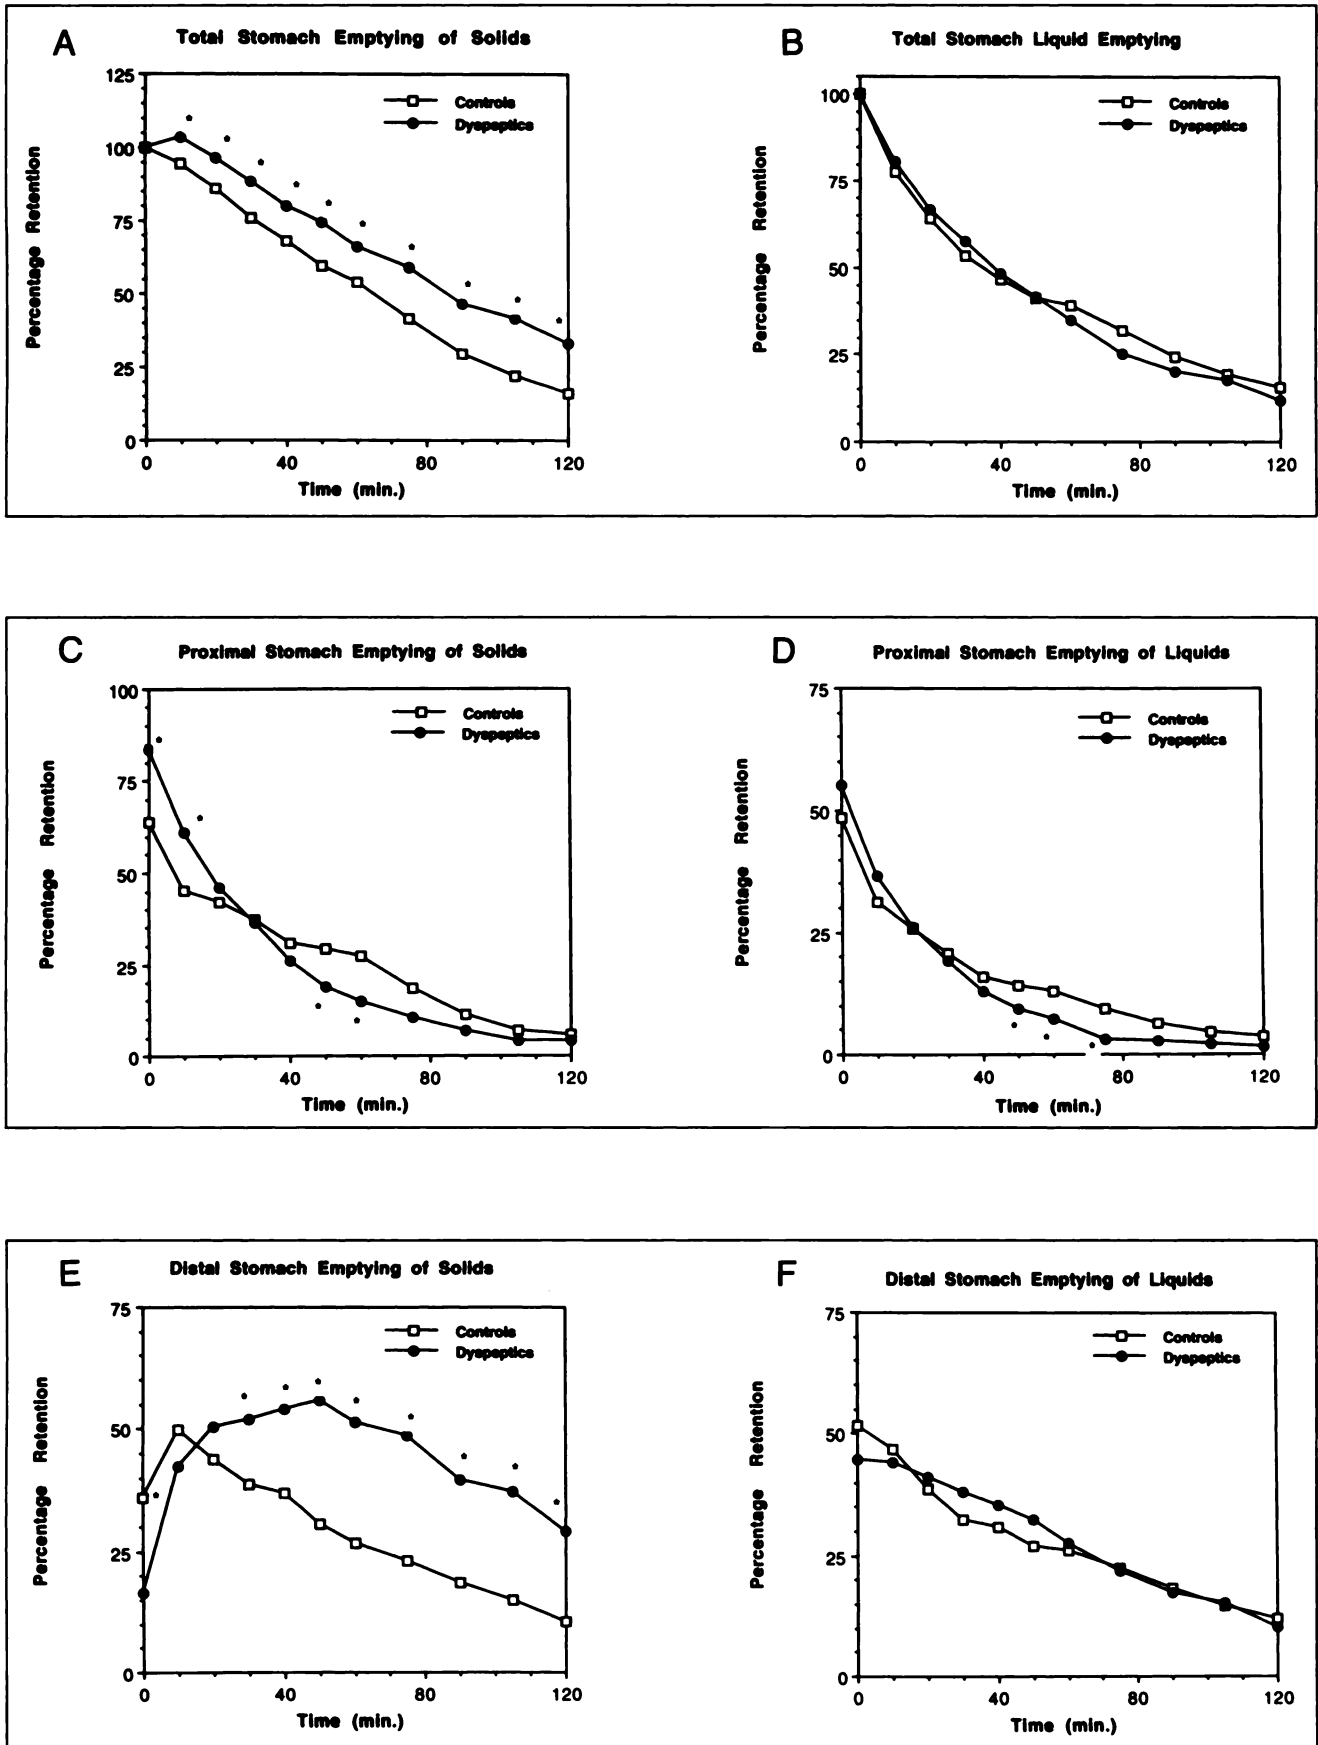 A
Total Stomach Emptying of Solids
125
100
75
50
25
0
Percentage Retention
Controls
Dyspeptics
0 40 80 120
Time (min.)
B
Total Stomach Liquid Emptying
100
75
50
25
0
Percentage Retention
Controls
Dyspeptics
0 40 80 120
Time (min.)
C
Proximal Stomach Emptying of Solids
100
75
50
25
0
Percentage Retention
Controls
Dyspeptics
0 40 80 120
Time (min.)
D
Proximal Stomach Emptying of Liquids
75
50
25
0
Percentage Retention
Controls
Dyspeptics
0 40 80 120
Time (min.)
E
Distal Stomach Emptying of Solids
75
50
25
0
Percentage Retention
Controls
Dyspeptics
0 40 80 120
Time (min.)
F
Distal Stomach Emptying of Liquids
75
50
25
0
Percentage Retention
Controls
Dyspeptics
0 40 80 120
Time (min.)